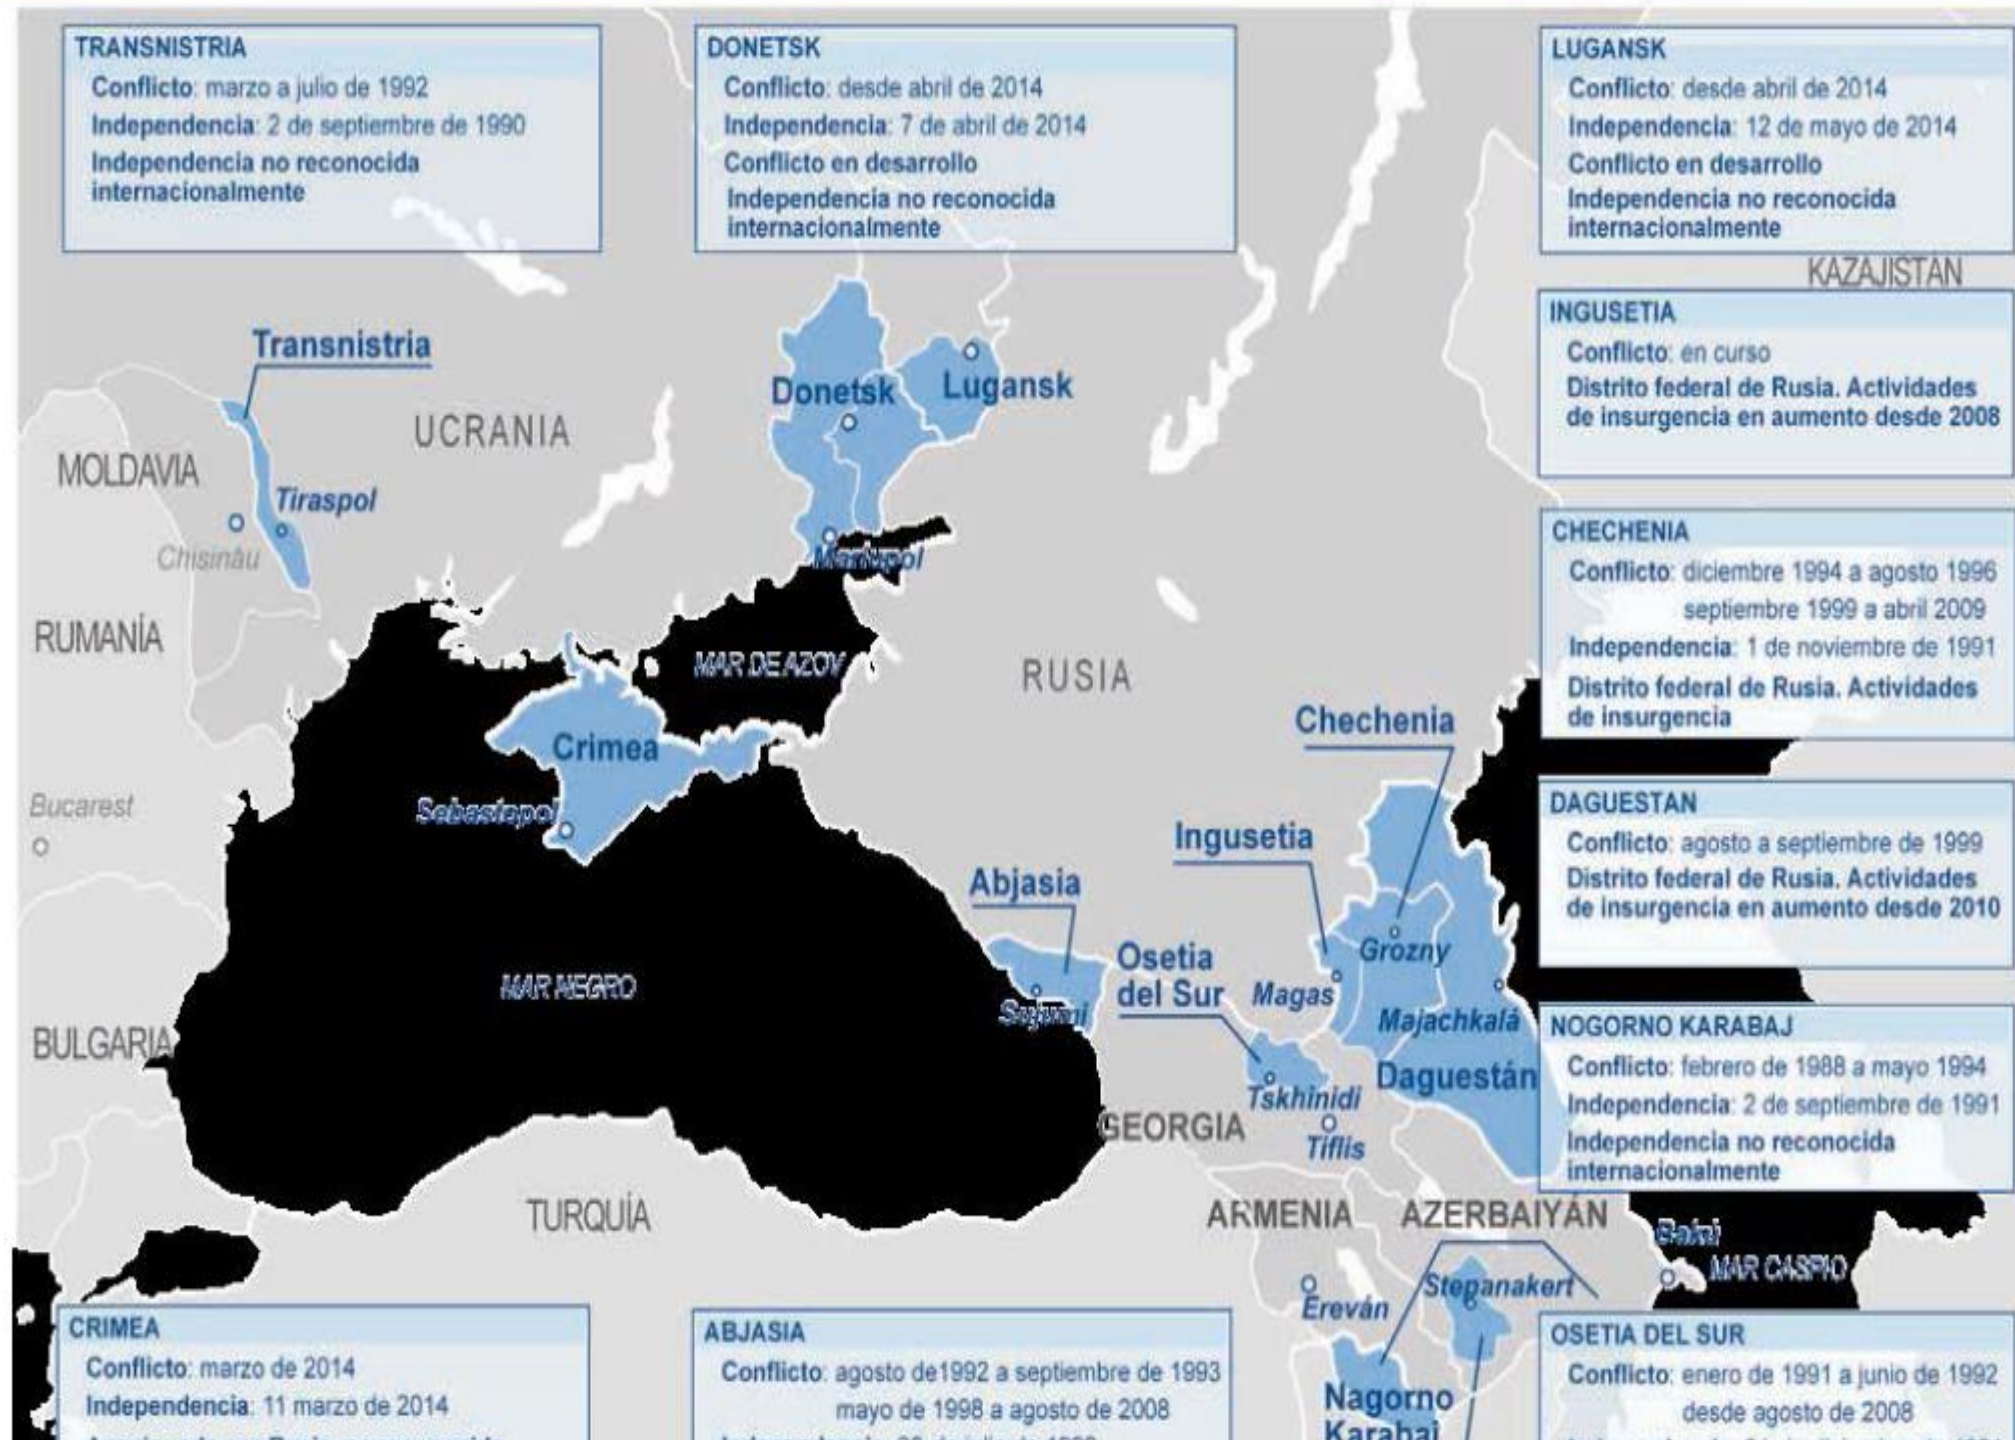 TRANSNISTRIA
Conflicto: marzo a julio de 1992
Independencia: 2 de septiembre de 1990
Independencia no reconocida
internacionalmente
DONETSK
Conflicto: desde abril de 2014
Independencia: 7 de abril de 2014
Conflicto en desarrollo
Independencia no reconocida
internacionalmente
LUGANSK
Conflicto: desde abril de 2014
Independencia: 12 de mayo de 2014
Conflicto en desarrollo
Independencia no reconocida
internacionalmente
KAZAJISTAN
INGUSETIA
Conflicto: en curso
Distrito federal de Rusia. Actividades
de insurgencia en aumento desde 2008
Transnistria
Donetsk
Lugansk
UCRANIA
MOLDAVIA
Tiraspol
Chisinâu
Mariupol
CHECHENIA
Conflicto: diciembre 1994 a agosto 1996
septiembre 1999 a abril 2009
Independencia: 1 de noviembre de 1991
Distrito federal de Rusia. Actividades
de insurgencia
RUMANÍA
MAR DE AZOV
RUSIA
Chechenia
Crimea
Sebastopol
Bucarest
Ingusetia
DAGUESTAN
Conflicto: agosto a septiembre de 1999
Distrito federal de Rusia. Actividades
de insurgencia en aumento desde 2010
Abjasia
Osetia
del Sur
Grozny
Magas
MAR NEGRO
Sujumi
Majachkalá
BULGARIA
NOGORNO KARABAJ
Conflicto: febrero de 1988 a mayo 1994
Independencia: 2 de septiembre de 1991
Independencia no reconocida
internacionalmente
Daguestán
Tskhinidi
GEORGIA
Tiflis
TURQUÍA
ARMENIA
AZERBAIYÁN
Bakú
MAR CASPIO
Stepanakert
Ereván
CRIMEA
Conflicto: marzo de 2014
Independencia: 11 marzo de 2014
ABJASIA
Conflicto: agosto de1992 a septiembre de 1993
mayo de 1998 a agosto de 2008
Nagorno
Karabaj
OSETIA DEL SUR
Conflicto: enero de 1991 a junio de 1992
desde agosto de 2008